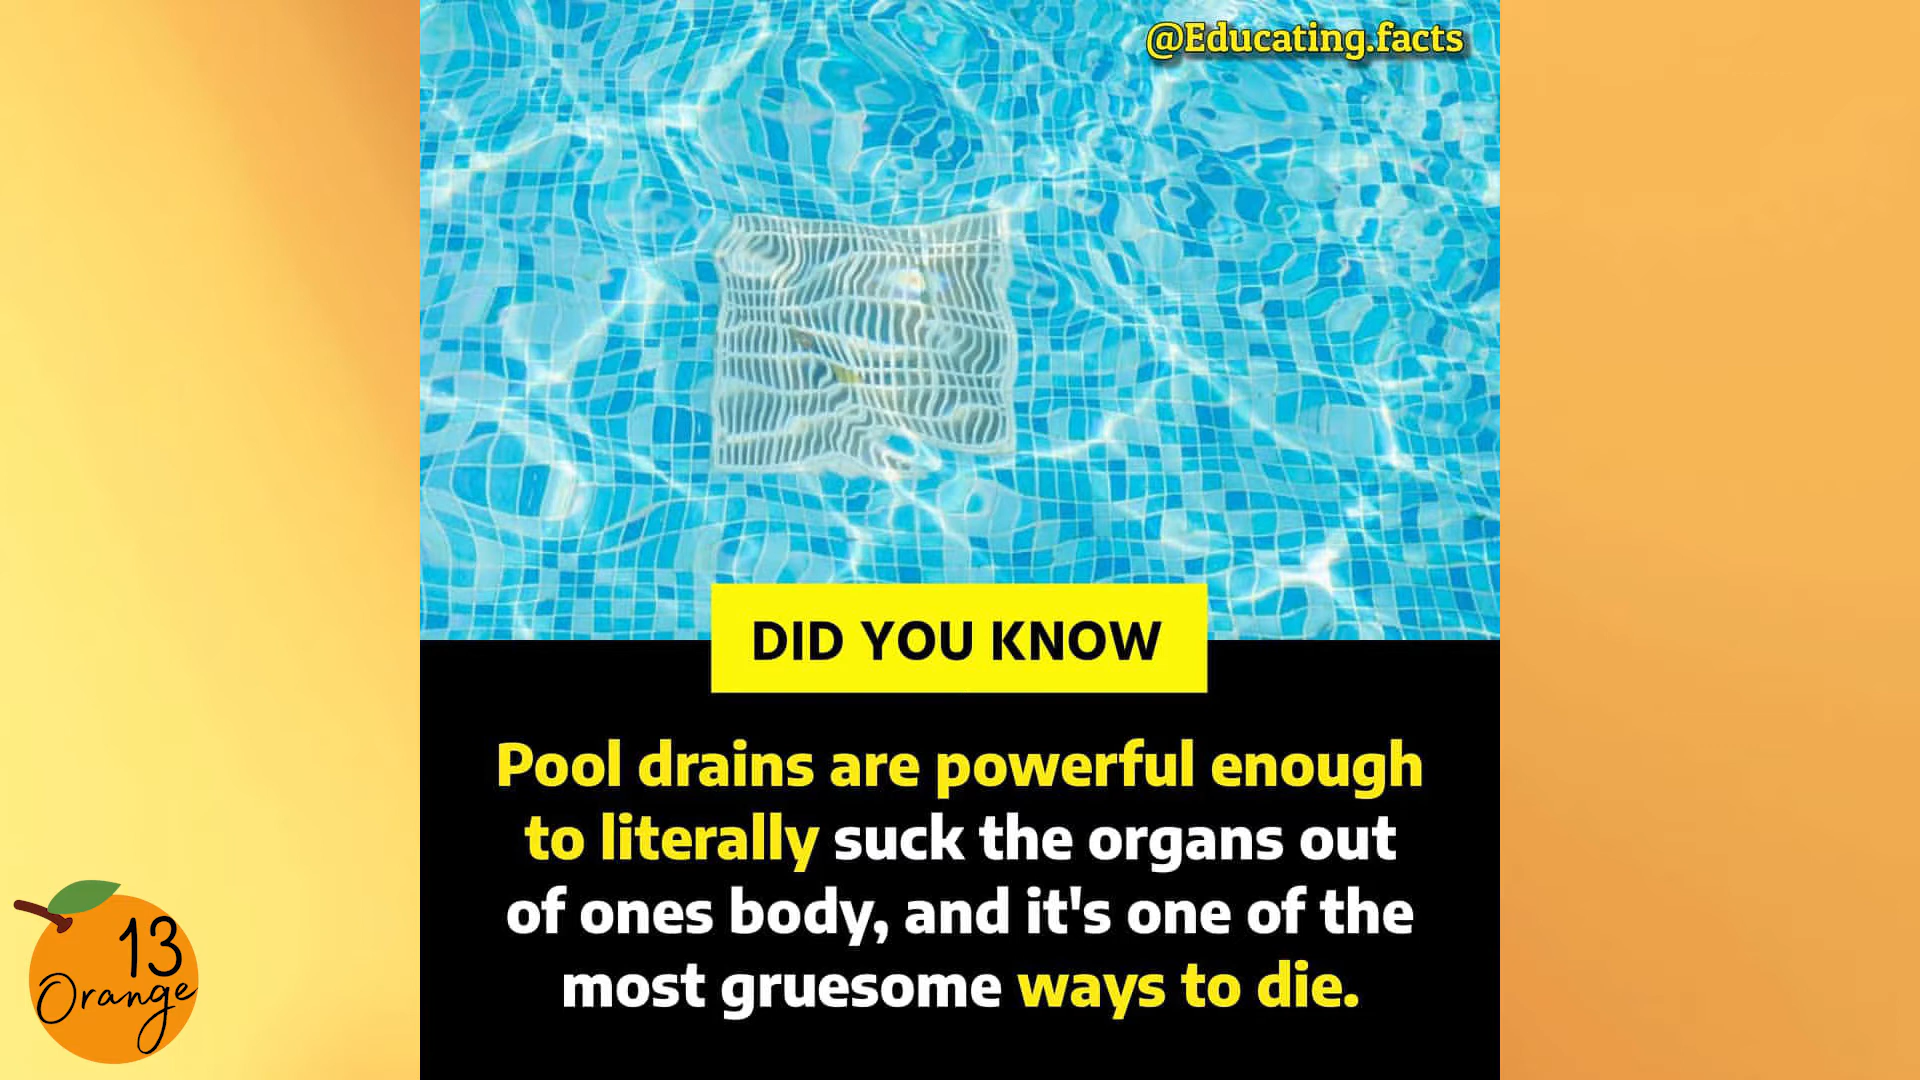 @Educating.facts
DID YOU KNOW
Pool drains are powerful enough
to literally suck the organs out
of ones body, and it's one of the
most gruesome ways to die.
13
Orange